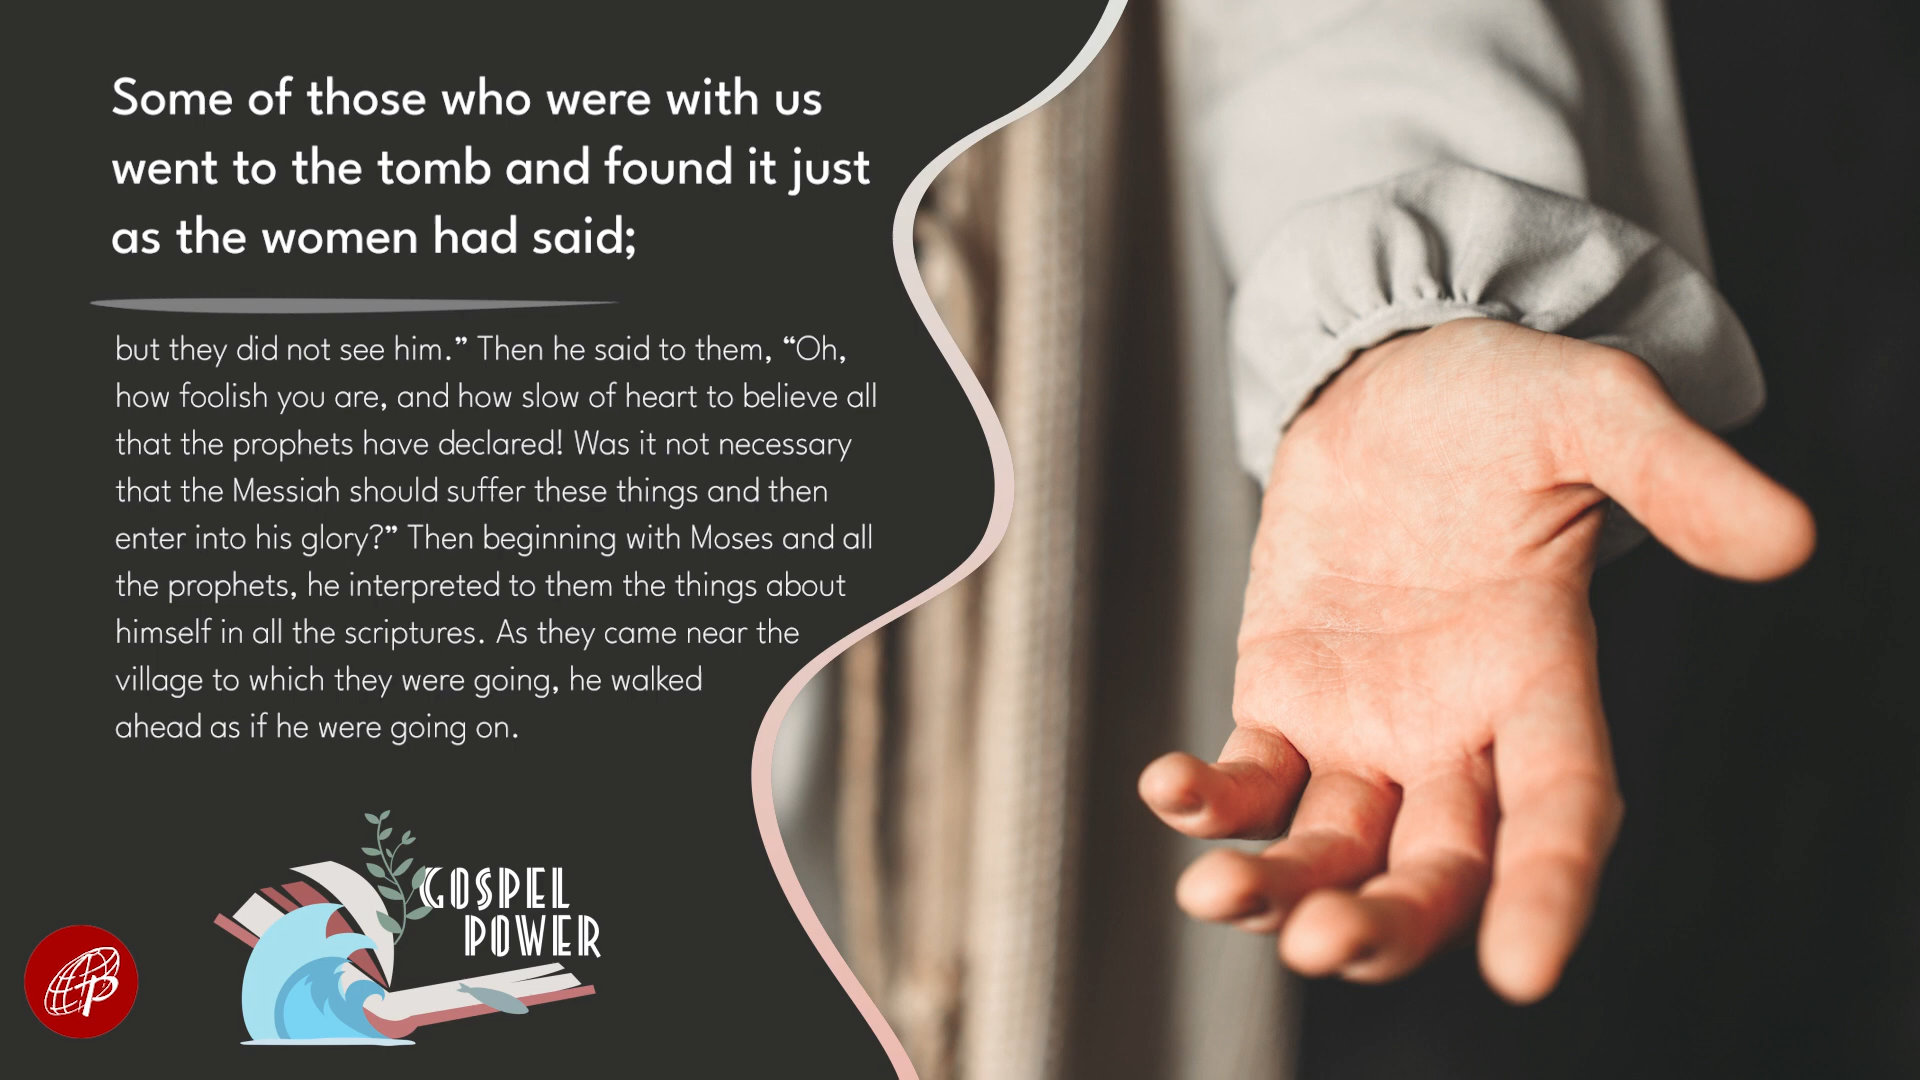 Some of those who were with us
went to the tomb and found it just
as the women had said;
but they did not see him.” Then he said to them, “Oh,
how foolish you are, and how slow of heart to believe all
that the prophets have declared! Was it not necessary
that the Messiah should suffer these things and then
enter into his glory?” Then beginning with Moses and all
the prophets, he interpreted to them the things about
himself in all the scriptures. As they came near the
village to which they were going, he walked
ahead as if he were going on.
GOSPEL
POWER